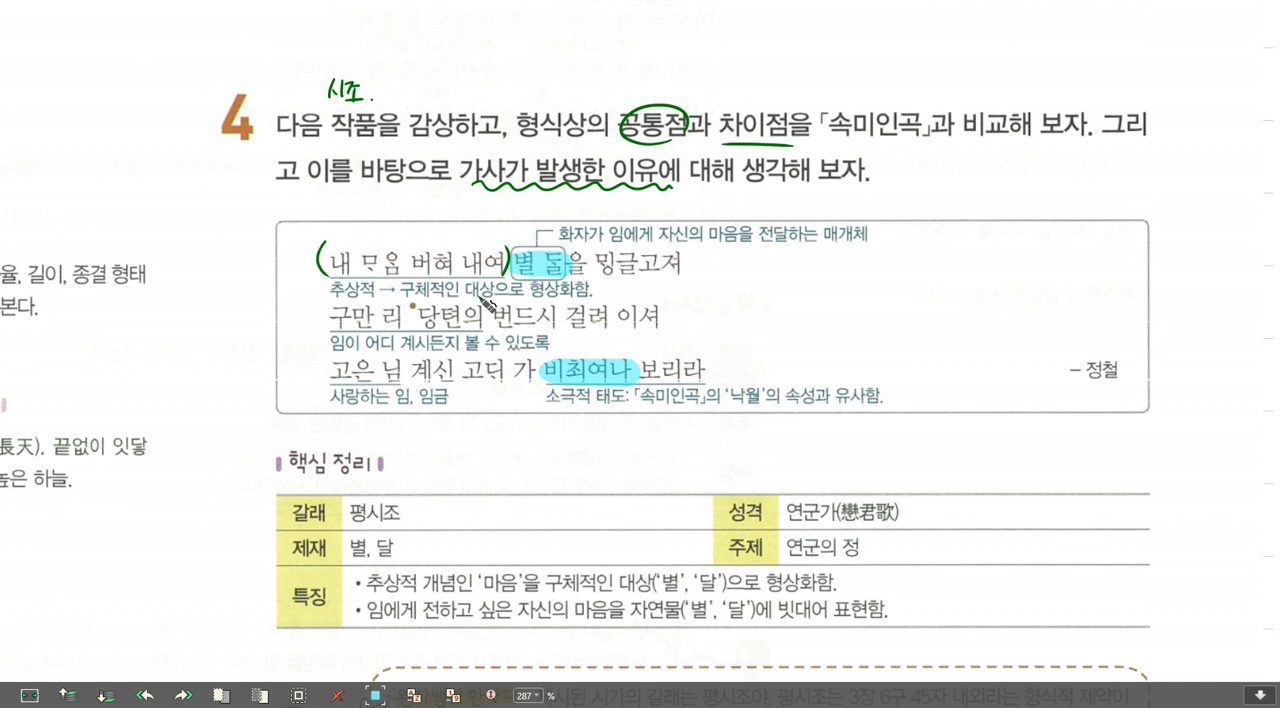 시조.
4 다음 작품을 감상하고, 형식상의 공통점과 차이점을 「속미인곡」과 비교해 보자. 그리
고 이를 바탕으로 가사가 발생한 이유에 대해 생각해 보자.
율, 길이, 종결 형태
본다.
長天). 끝없이 잇닿
높은 하늘.
화자가 임에게 자신의 마음을 전달하는 매개체
내 ᄆᆞᄋᆞᆷ 버혀 내여 별 ᄃᆞᆯ을 ᄆᆡᆼ글고져
추상적 → 구체적인 대상으로 형상화함.
구만 리 당텬의 번드시 걸려 이셔
임이 어디 계시든지 볼 수 있도록
고은 님 계신 고ᄃᆡ 가 비최여나 보리라
– 정철
사랑하는 임, 임금
소극적 태도: 「속미인곡」의 ‘낙월’의 속성과 유사함.
핵심 정리
갈래 평시조 성격 연군가(戀君歌)
제재 별, 달 주제 연군의 정
특징
• 추상적 개념인 ‘마음’을 구체적인 대상(‘별’, ‘달’)으로 형상화함.
• 임에게 전하고 싶은 자신의 마음을 자연물(‘별’, ‘달’)에 빗대어 표현함.
시된 시가의 갈래는 평시조야. 평시조는 3장 6구 45자 내외라는 형식적 제약이
287 %